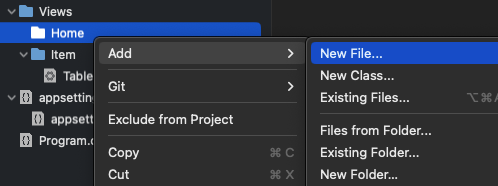 Views
Home
Add
New File...
Item
New Class...
Table
Git
Existing Files...
appsetting
Exclude from Project
appset
Files from Folder...
Program.c
Copy ⌘ C
Existing Folder...
Cut ⌘ X
New Folder...